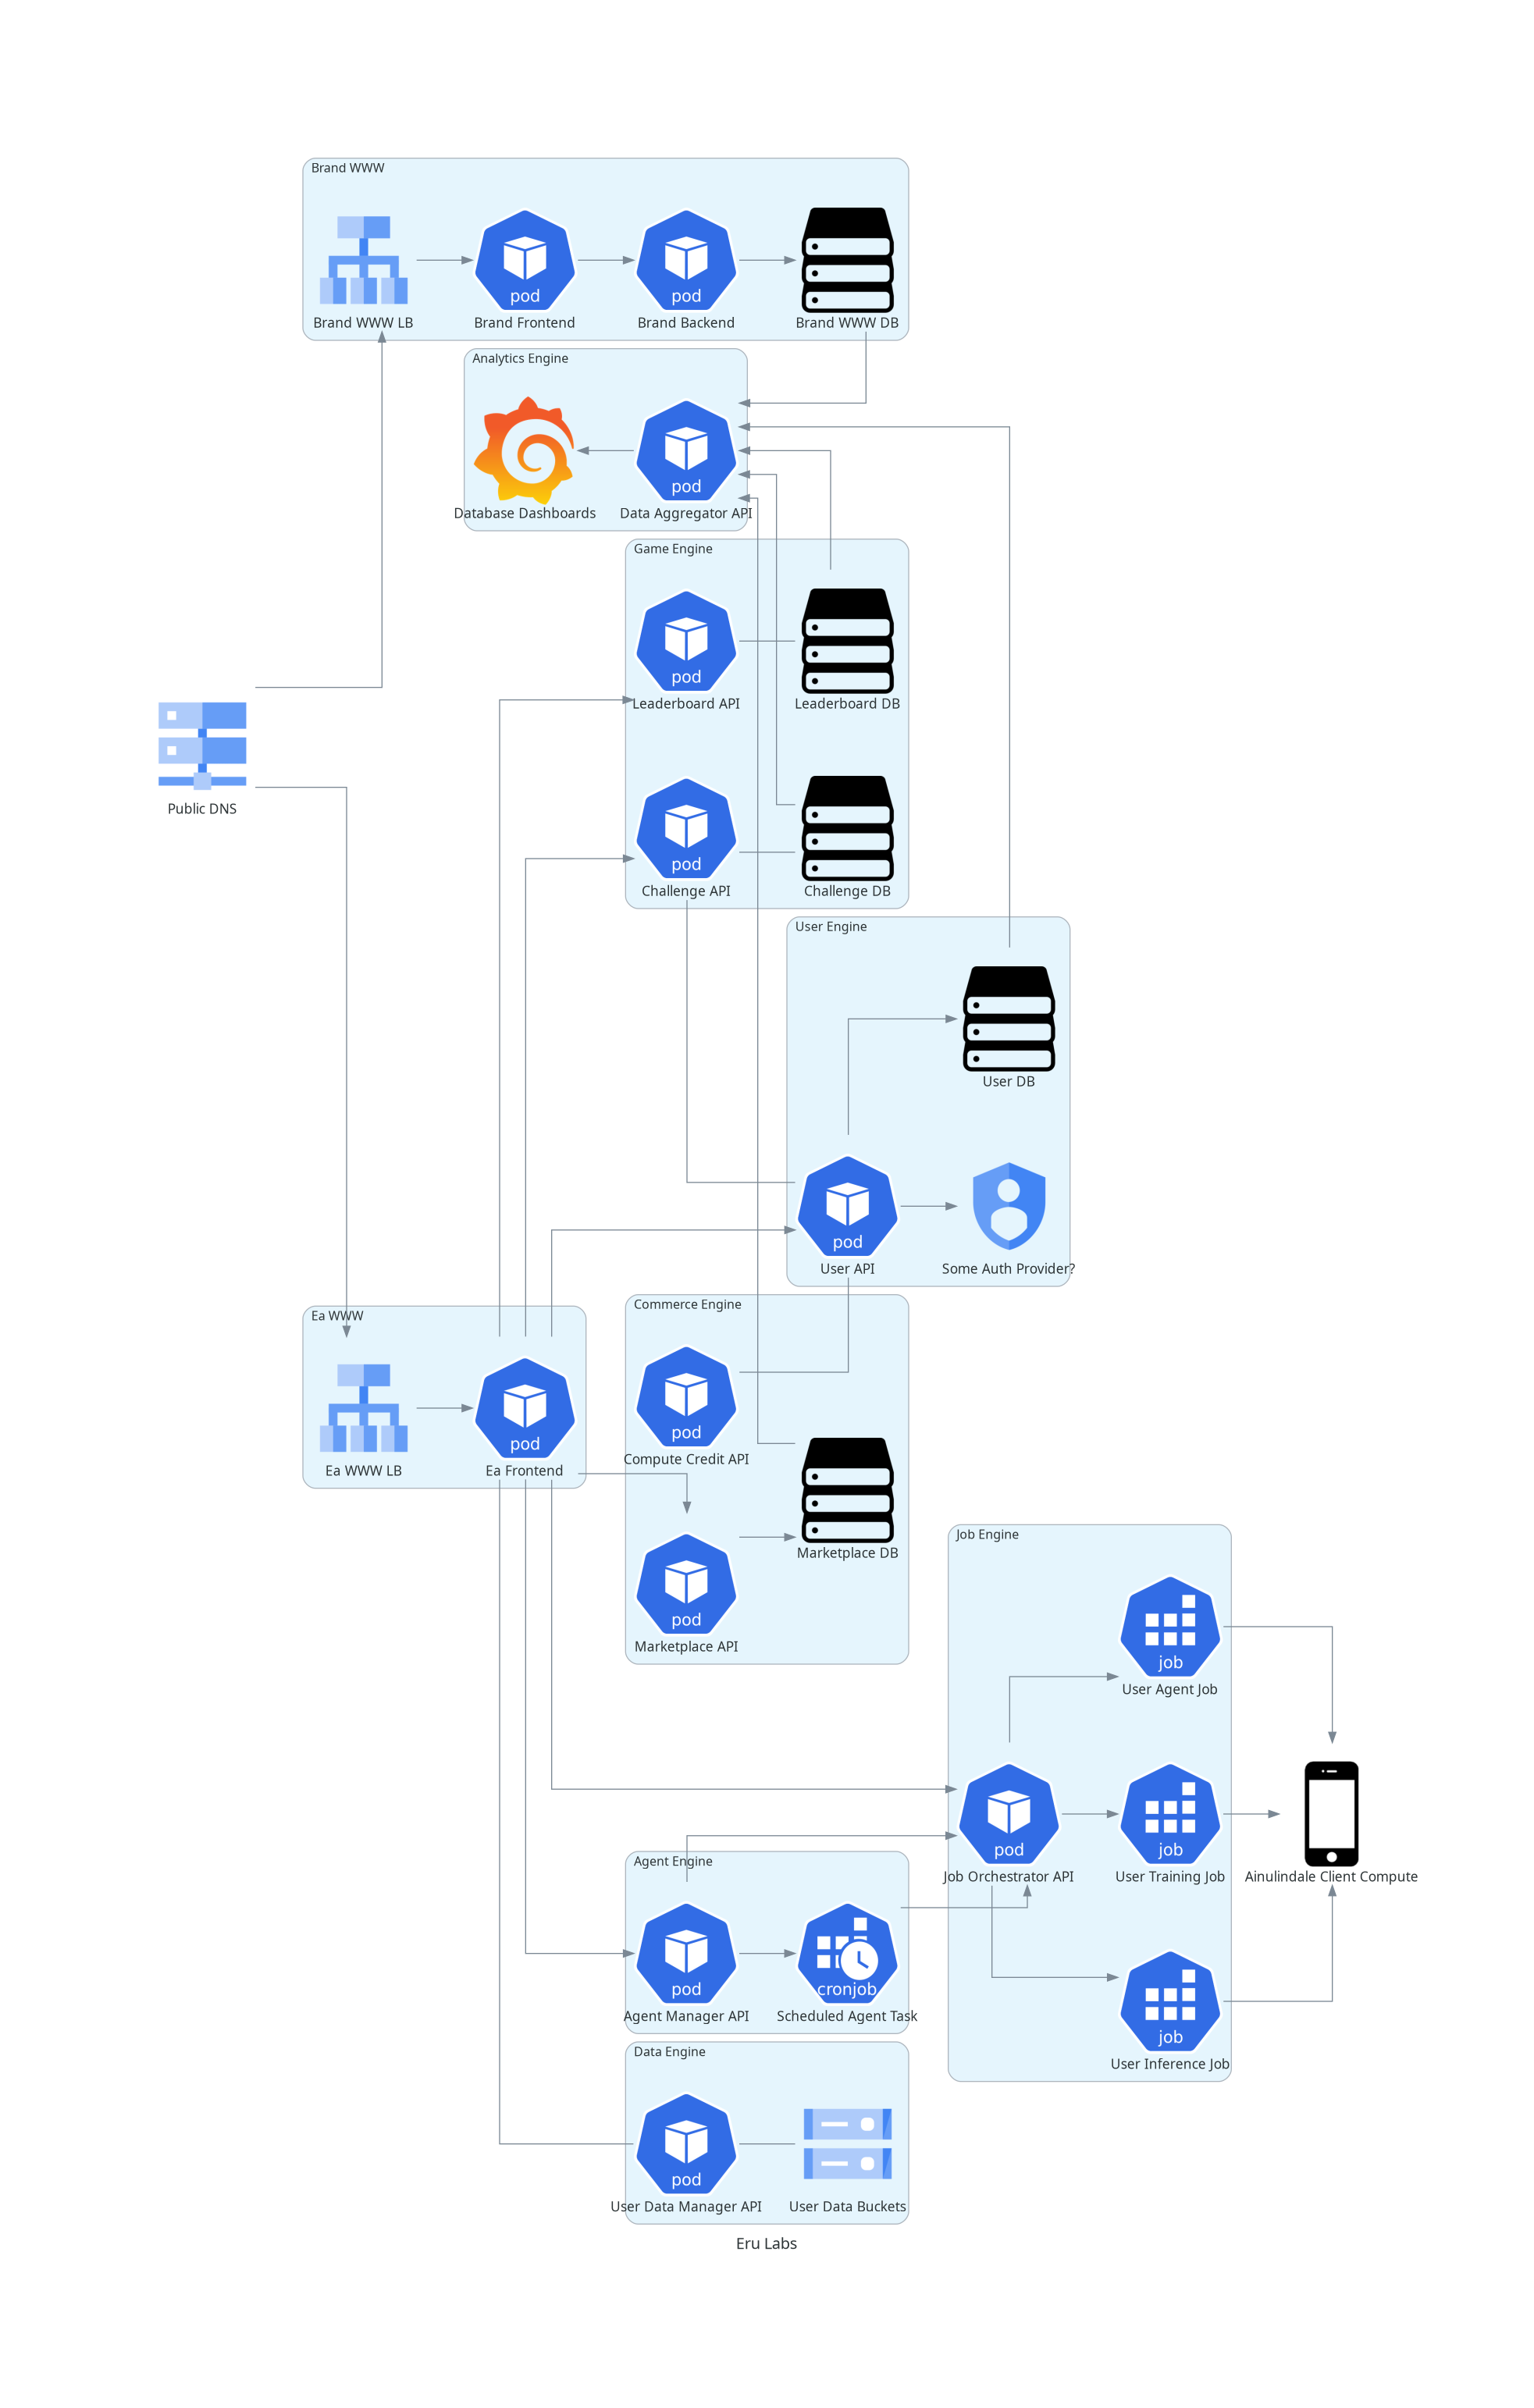 Brand WWW
Brand WWW LB
pod
Brand Frontend
pod
Brand Backend
Brand WWW DB
Analytics Engine
Database Dashboards
pod
Data Aggregator API
Game Engine
pod
Leaderboard API
Leaderboard DB
Public DNS
pod
Challenge API
Challenge DB
User Engine
User DB
pod
User API
Some Auth Provider?
Ea WWW
Ea WWW LB
pod
Ea Frontend
Commerce Engine
pod
Compute Credit API
Marketplace DB
pod
Marketplace API
Job Engine
job
User Agent Job
pod
Job Orchestrator API
job
User Training Job
Ainulindale Client Compute
Agent Engine
pod
Agent Manager API
cronjob
Scheduled Agent Task
job
User Inference Job
Data Engine
pod
User Data Manager API
User Data Buckets
Eru Labs